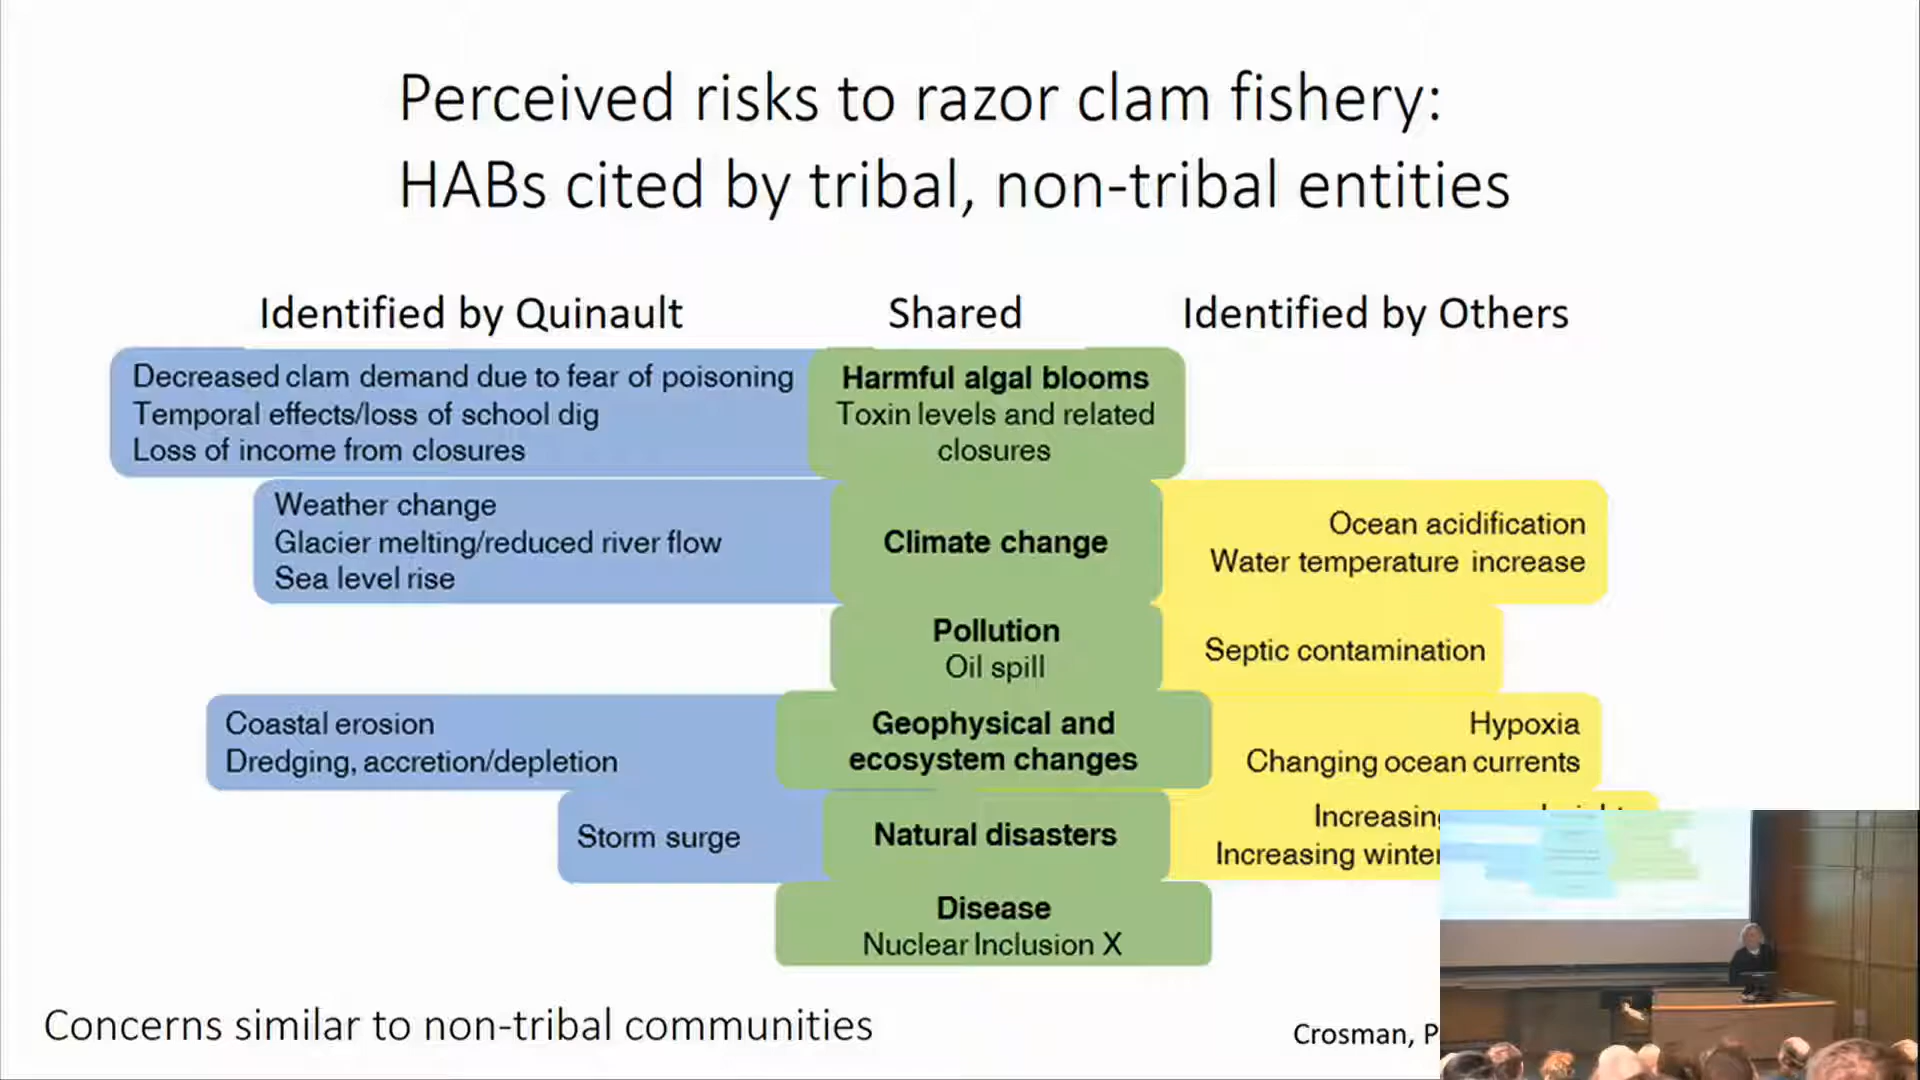 Perceived risks to razor clam fishery:
HABs cited by tribal, non-tribal entities
Identified by Quinault
Shared
Identified by Others
Decreased clam demand due to fear of poisoning
Temporal effects/loss of school dig
Loss of income from closures
Harmful algal blooms
Toxin levels and related
closures
Weather change
Glacier melting/reduced river flow
Sea level rise
Climate change
Ocean acidification
Water temperature increase
Pollution
Oil spill
Septic contamination
Coastal erosion
Dredging, accretion/depletion
Geophysical and
ecosystem changes
Hypoxia
Changing ocean currents
Storm surge
Natural disasters
Increasing
Increasing winter
Disease
Nuclear Inclusion X
Concerns similar to non-tribal communities
Crosman, P